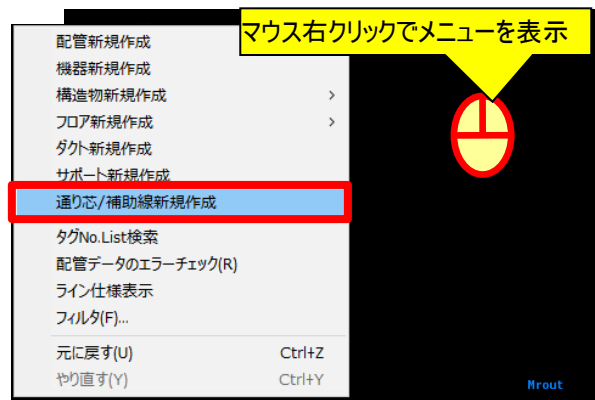 マウス右クリックでメニューを表示
配管新規作成
機器新規作成
構造物新規作成 >
フロア新規作成 >
ダクト新規作成
サポート新規作成
通り芯/補助線新規作成
タグNo.List検索
配管データのエラーチェック(R)
ライン仕様表示
フィルタ(F)...
元に戻す(U) Ctrl+Z
やり直す(Y) Ctrl+Y
Mrout